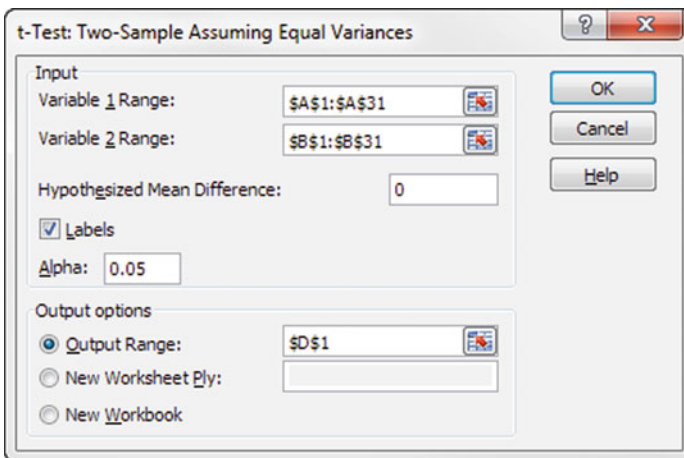 t-Test: Two-Sample Assuming Equal Variances
Input
Variable 1 Range: $A$1:$A$31
Variable 2 Range: $B$1:$B$31
Hypothesized Mean Difference: 0
Labels
Alpha: 0.05
OK
Cancel
Help
Output options
Output Range: $D$1
New Worksheet Ply:
New Workbook